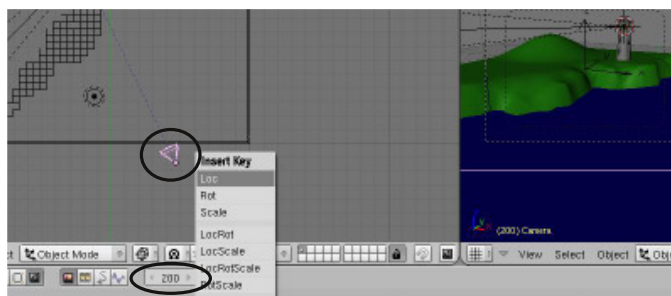 Insert Key
Loc
Rot
Scale
LocRot
LocScale
LocRotScale
RotScale
(200) Camera
Object Mode
View Select Object
200